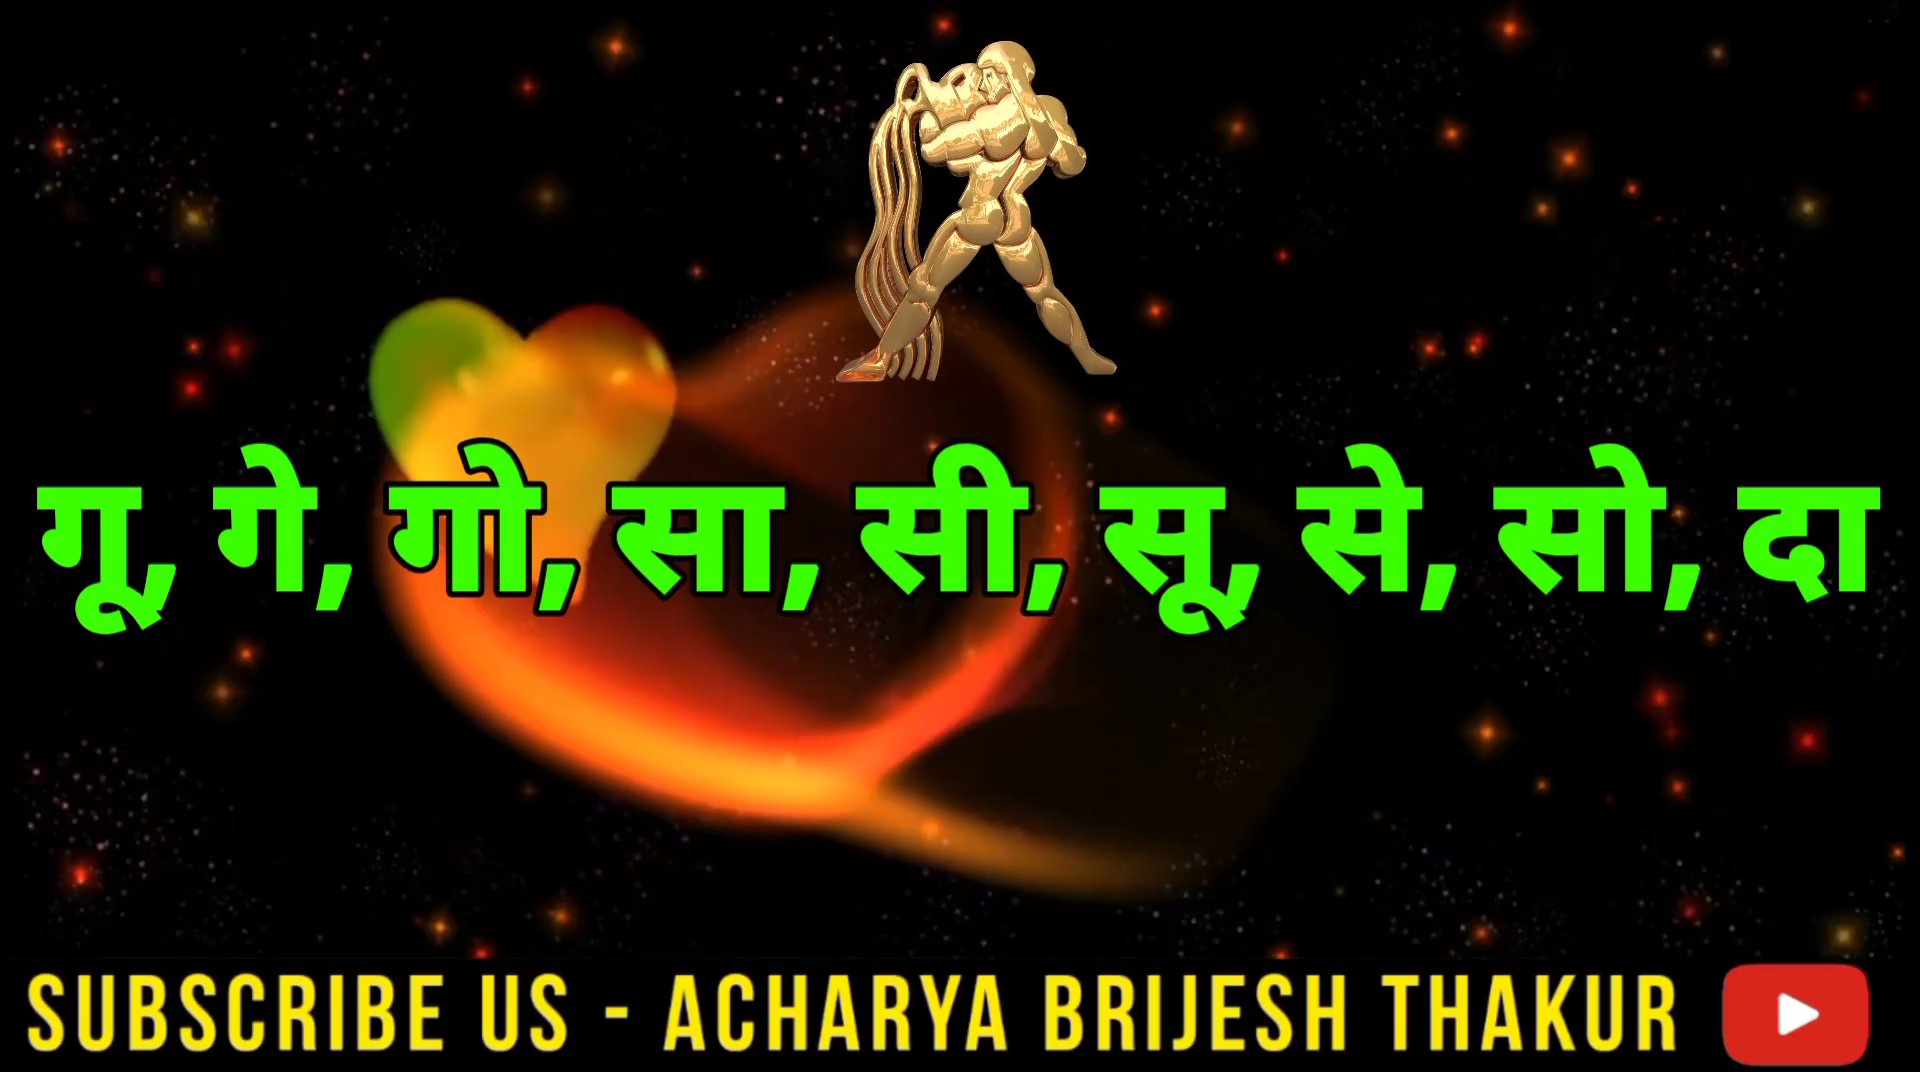 गू, गे, गो, सा, सी, सू, से, सो, दा
SUBSCRIBE US - ACHARYA BRIJESH THAKUR